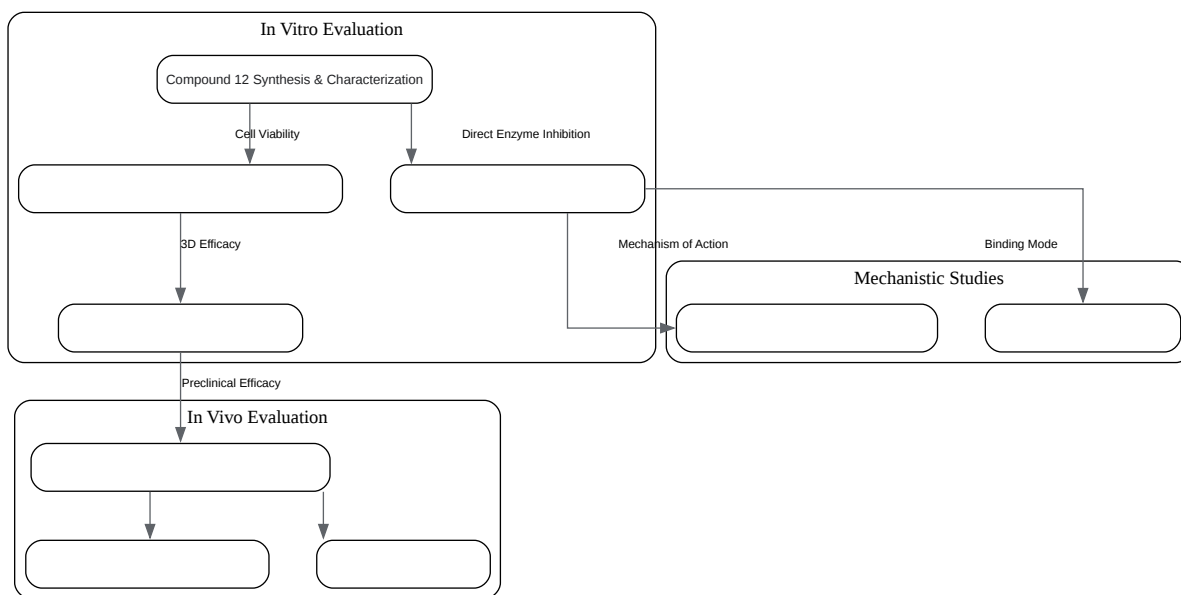 In Vitro Evaluation
Compound 12 Synthesis & Characterization
Cell Viability
Direct Enzyme Inhibition
3D Efficacy
Mechanism of Action
Binding Mode
Mechanistic Studies
Preclinical Efficacy
In Vivo Evaluation